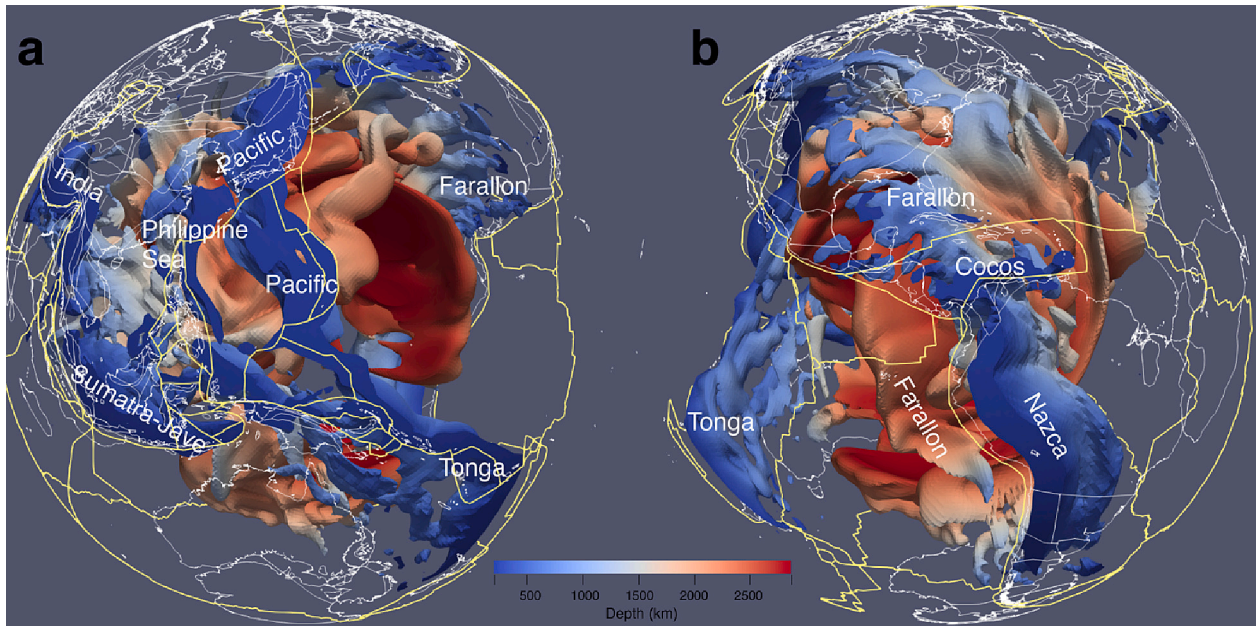 a
Pacific
India
Farallon
Philippine
Sea
Pacific
Sumatra-Jave
Tonga
b
Farallon
Cocos
Farallon
Nazca
Tonga
500 1000 1500 2000 2500
Depth (km)